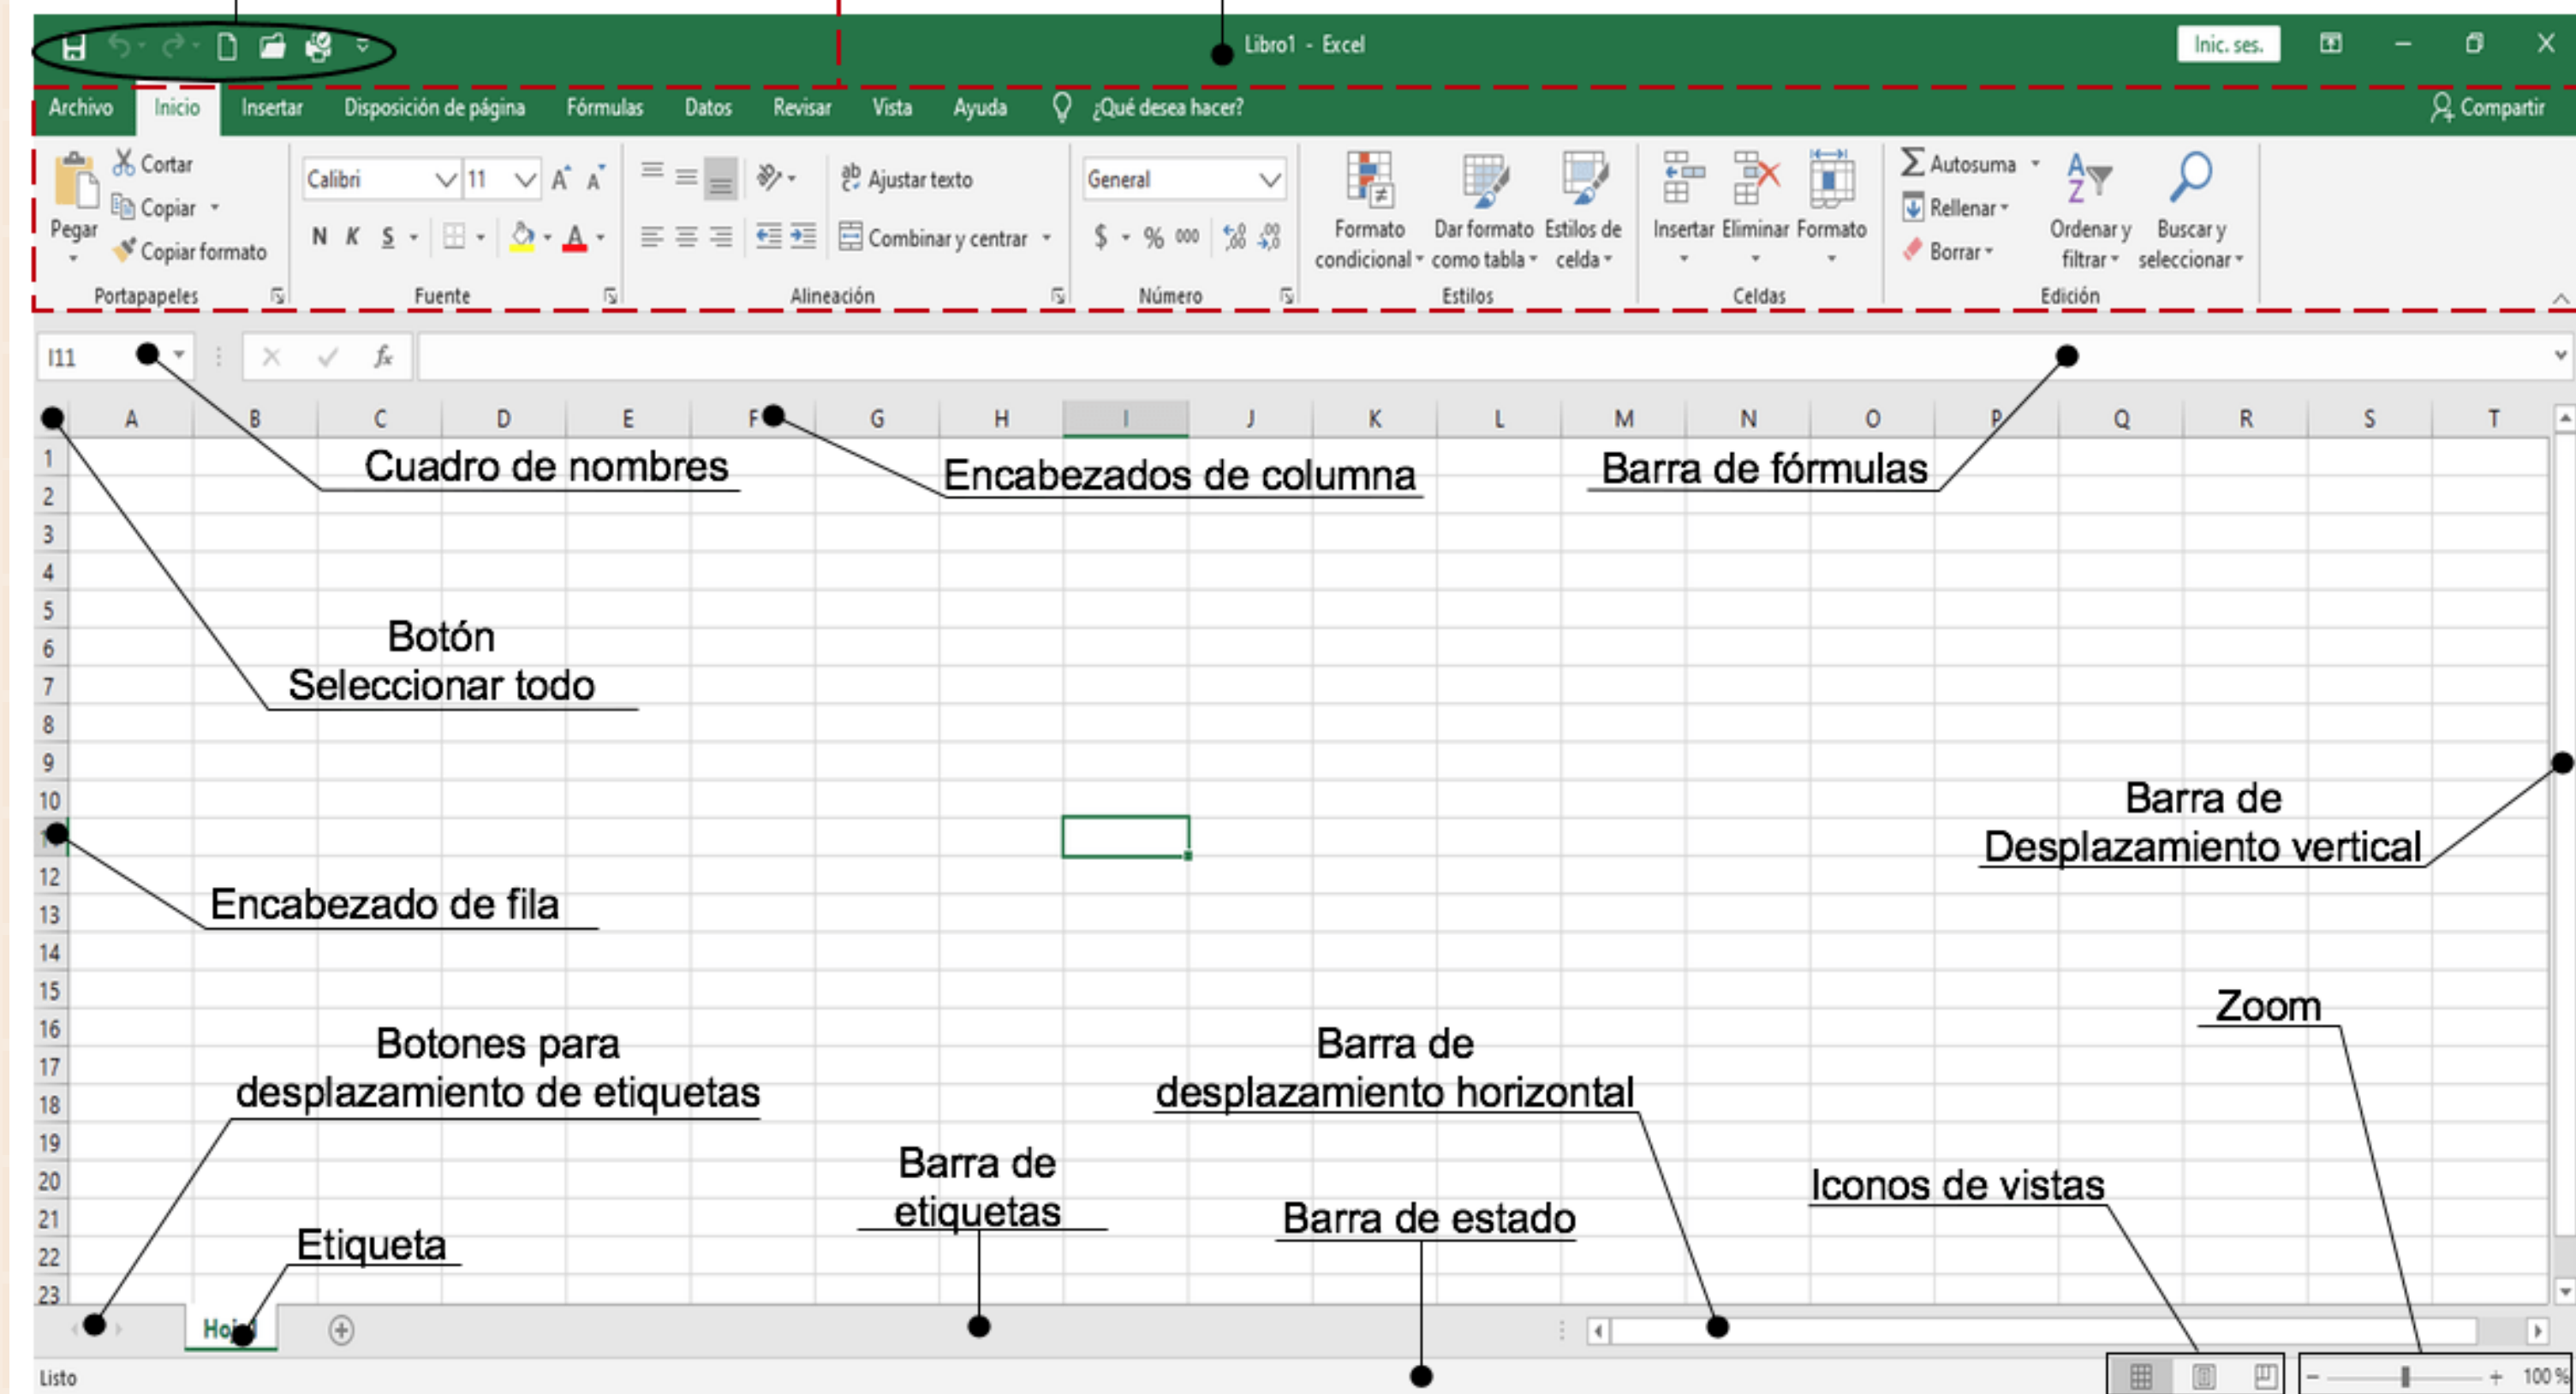 Libro1 - Excel
Inic. ses.
Archivo Inicio Insertar Disposición de página Fórmulas Datos Revisar Vista Ayuda ¿Qué desea hacer? Compartir
Pegar
Cortar
Copiar
Copiar formato
Portapapeles
Calibri 11
N K S A
Fuente
Ajustar texto
Combinar y centrar
Alineación
General
$ % 000
Número
Formato
condicional
Dar formato
como tabla
Estilos de
celda
Estilos
Insertar Eliminar Formato
Celdas
Autosuma
Rellenar
Borrar
Ordenar y
filtrar
Buscar y
seleccionar
Edición
I11
fx
A B C D E F G H I J K L M N O P Q R S T
1
Cuadro de nombres
Encabezados de columna
Barra de fórmulas
2
3
4
5
6
Botón
7
Seleccionar todo
8
9
10
Barra de
Desplazamiento vertical
12
13
Encabezado de fila
14
15
Zoom
16
17
Botones para
desplazamiento de etiquetas
18
Barra de
desplazamiento horizontal
19
20
Barra de
etiquetas
Iconos de vistas
21
Barra de estado
22
Etiqueta
23
Listo
100 %